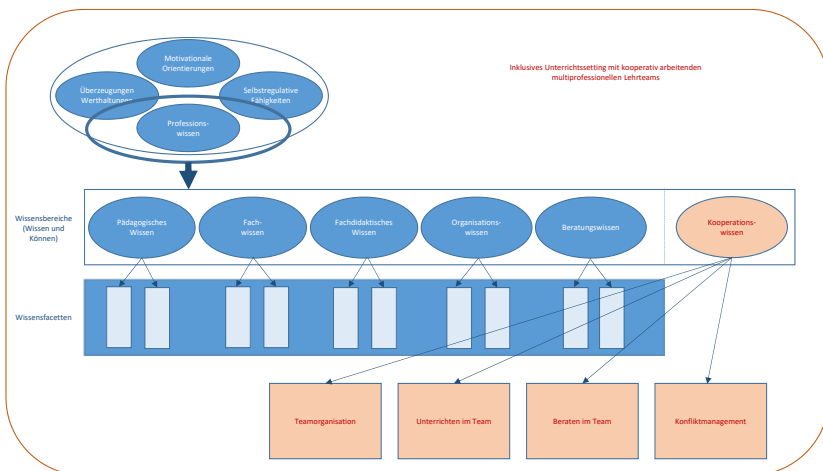 Motivationale
Orientierungen
Überzeugungen
Werthaltungen
Selbstregulative
Fähigkeiten
Professions-
wissen
Inklusives Unterrichtssetting mit kooperativ arbeitenden
multiprofessionellen Lehrteams
Wissensbereiche
(Wissen und
Können)
Pädagogisches
Wissen
Fach-
wissen
Fachdidaktisches
Wissen
Organisations-
wissen
Beratungswissen
Kooperations-
wissen
Wissensfacetten
Teamorganisation
Unterrichten im Team
Beraten im Team
Konfliktmanagement